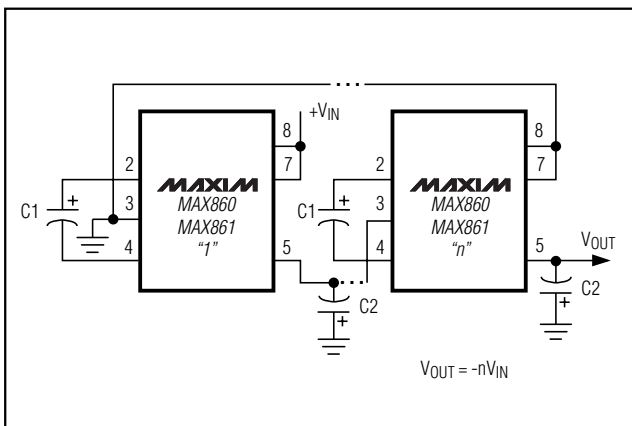 +VIN
8
7
2
+
C1
3
4
MAXIM
MAX860
MAX861
“1”
5
C2
+
8
7
2
+
C1
3
4
MAXIM
MAX860
MAX861
“n”
5
VOUT
C2
+
VOUT = -nVIN